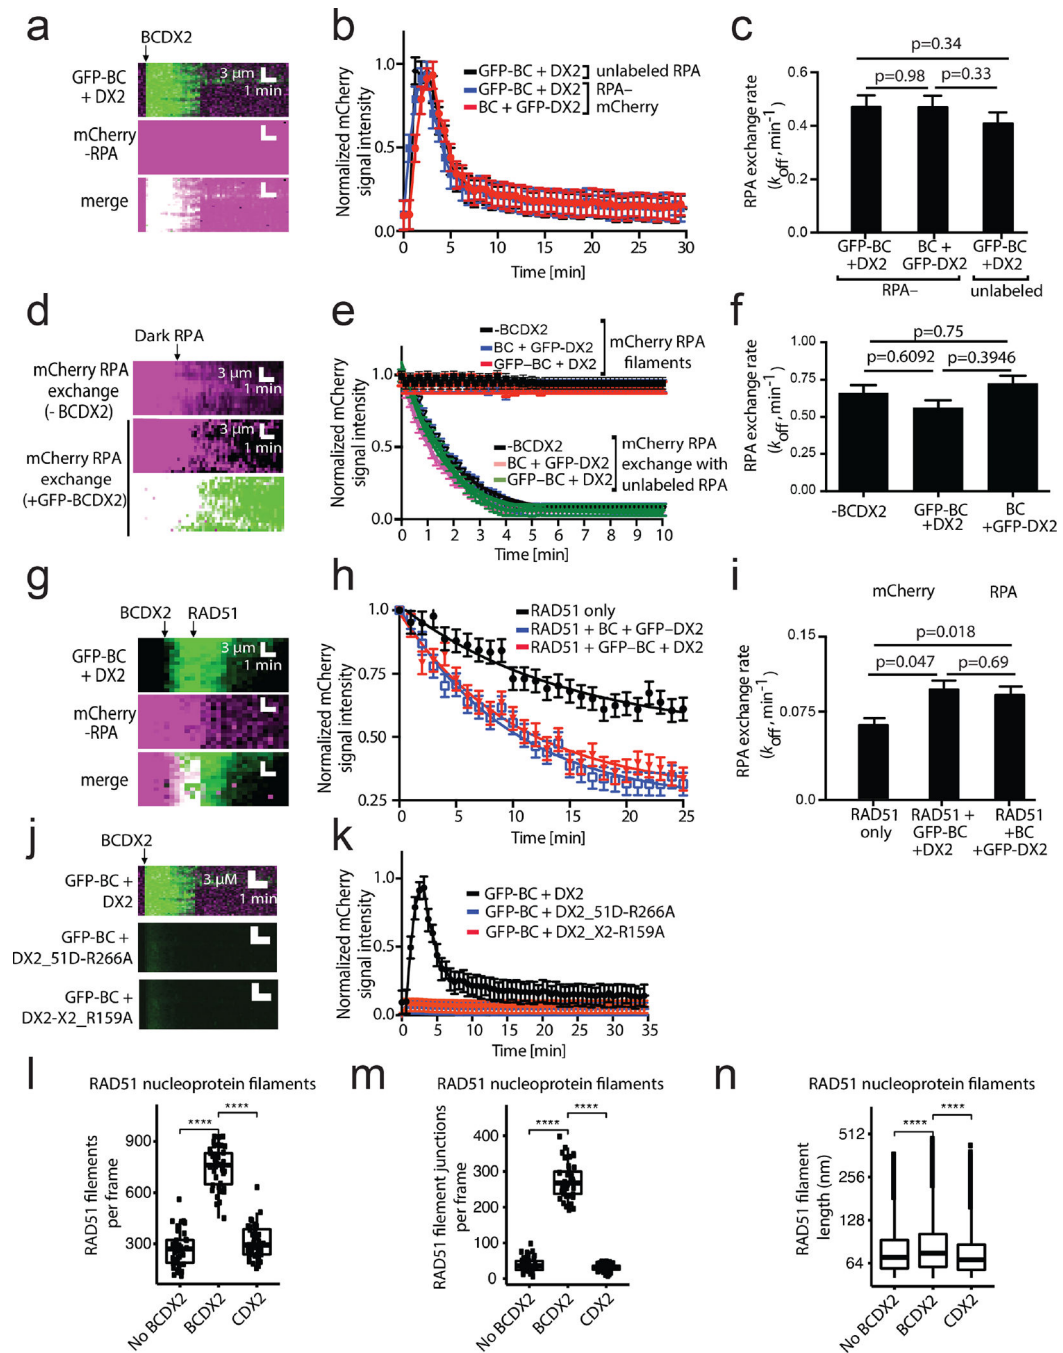 a
BCDX2
GFP-BC
+ DX2
3 µm
1 min
mCherry
-RPA
merge
b
Normalized mCherry
signal intensity
1.0
0.5
0.0
GFP-BC + DX2
unlabeled RPA
GFP-BC + DX2
RPA–
BC + GFP-DX2
mCherry
0 5 10 15 20 25 30
Time [min]
c
p=0.34
p=0.98
p=0.33
RPA exchange rate
(koff, min-1)
0.6
0.4
0.2
0.0
GFP-BC
+DX2
BC +
GFP-DX2
GFP-BC
+DX2
RPA–
unlabeled
d
Dark RPA
mCherry RPA
exchange
(- BCDX2)
3 µm
1 min
mCherry RPA
exchange
(+GFP-BCDX2)
3 µm
1 min
e
Normalized mCherry
signal intensity
1.0
0.5
0.0
-BCDX2
BC + GFP-DX2
GFP–BC + DX2
mCherry RPA
filaments
-BCDX2
BC + GFP-DX2
GFP–BC + DX2
mCherry RPA
exchange with
unlabeled RPA
0 1 2 3 4 5 6 7 8 9 10
Time [min]
f
p=0.75
p=0.6092
p=0.3946
RPA exchange rate
(koff, min-1)
1.00
0.75
0.50
0.00
-BCDX2
GFP-BC
+DX2
BC
+GFP-DX2
g
BCDX2
RAD51
GFP-BC
+ DX2
3 µm
1 min
mCherry
-RPA
merge
h
Normalized mCherry
signal intensity
1.0
0.75
0.50
0.25
RAD51 only
RAD51 + BC + GFP–DX2
RAD51 + GFP–BC + DX2
0 5 10 15 20 25
Time [min]
i
mCherry
RPA
p=0.018
p=0.047
p=0.69
RPA exchange rate
(koff, min-1)
0.15
0.075
0.0
RAD51
only
RAD51 +
GFP-BC
+DX2
RAD51
+BC
+GFP-DX2
j
BCDX2
GFP-BC +
DX2
3 µM
1 min
GFP-BC +
DX2_51D-R266A
GFP-BC +
DX2-X2_R159A
k
Normalized mCherry
signal intensity
1.0
0.5
0.0
GFP-BC + DX2
GFP-BC + DX2_51D-R266A
GFP-BC + DX2_X2-R159A
0 5 10 15 20 25 30 35
Time [min]
l
RAD51 nucleoprotein filaments
****
****
RAD51 filements
per frame
900
600
300
No BCDX2
BCDX2
CDX2
m
RAD51 nucleoprotein filaments
****
****
RAD51 filement junctions
per frame
400
300
200
100
0
No BCDX2
BCDX2
CDX2
n
RAD51 nucleoprotein filaments
****
****
RAD51 filament
length (nm)
512
256
128
64
No BCDX2
BCDX2
CDX2